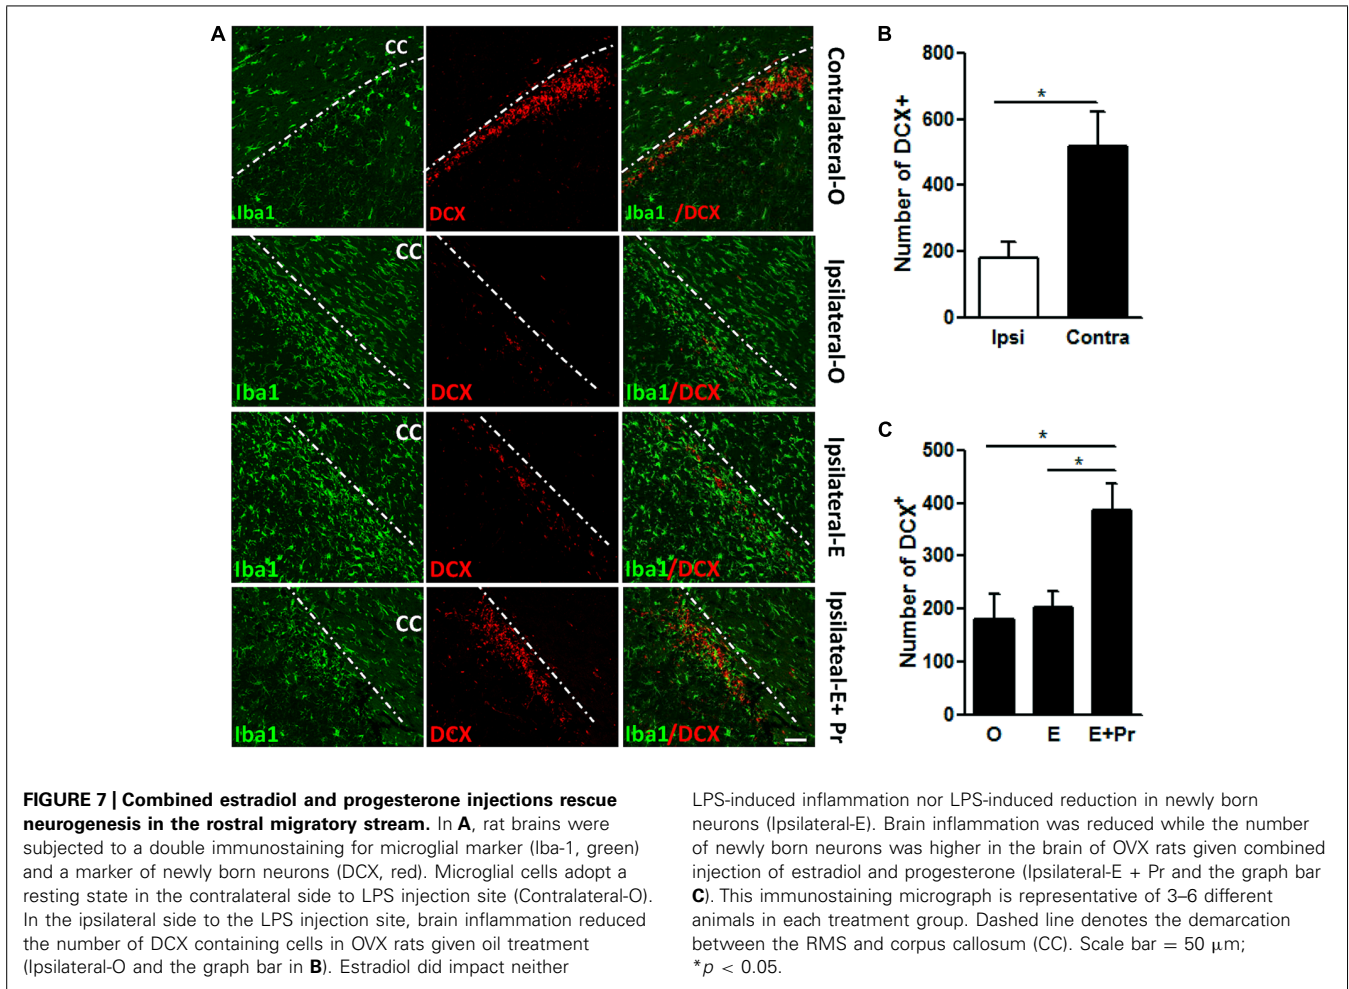 A
CC
Iba1
DCX
Iba1 /DCX
Contralateral-O
CC
Iba1
DCX
Iba1/DCX
Ipsilateral-O
CC
Iba1
DCX
Iba1/DCX
Ipsilateral-E
CC
Iba1
DCX
Iba1/DCX
Ipsilateal-E+ Pr
B
Number of DCX+
800
600
400
200
0
*
Ipsi Contra
C
Number of DCX+
500
400
300
200
100
0
*
*
O E E+Pr
FIGURE 7 | Combined estradiol and progesterone injections rescue
neurogenesis in the rostral migratory stream. In A, rat brains were
subjected to a double immunostaining for microglial marker (Iba-1, green)
and a marker of newly born neurons (DCX, red). Microglial cells adopt a
resting state in the contralateral side to LPS injection site (Contralateral-O).
In the ipsilateral side to the LPS injection site, brain inflammation reduced
the number of DCX containing cells in OVX rats given oil treatment
(Ipsilateral-O and the graph bar in B). Estradiol did impact neither
LPS-induced inflammation nor LPS-induced reduction in newly born
neurons (Ipsilateral-E). Brain inflammation was reduced while the number
of newly born neurons was higher in the brain of OVX rats given combined
injection of estradiol and progesterone (Ipsilateral-E + Pr and the graph bar
C). This immunostaining micrograph is representative of 3–6 different
animals in each treatment group. Dashed line denotes the demarcation
between the RMS and corpus callosum (CC). Scale bar = 50 μm;
*p < 0.05.